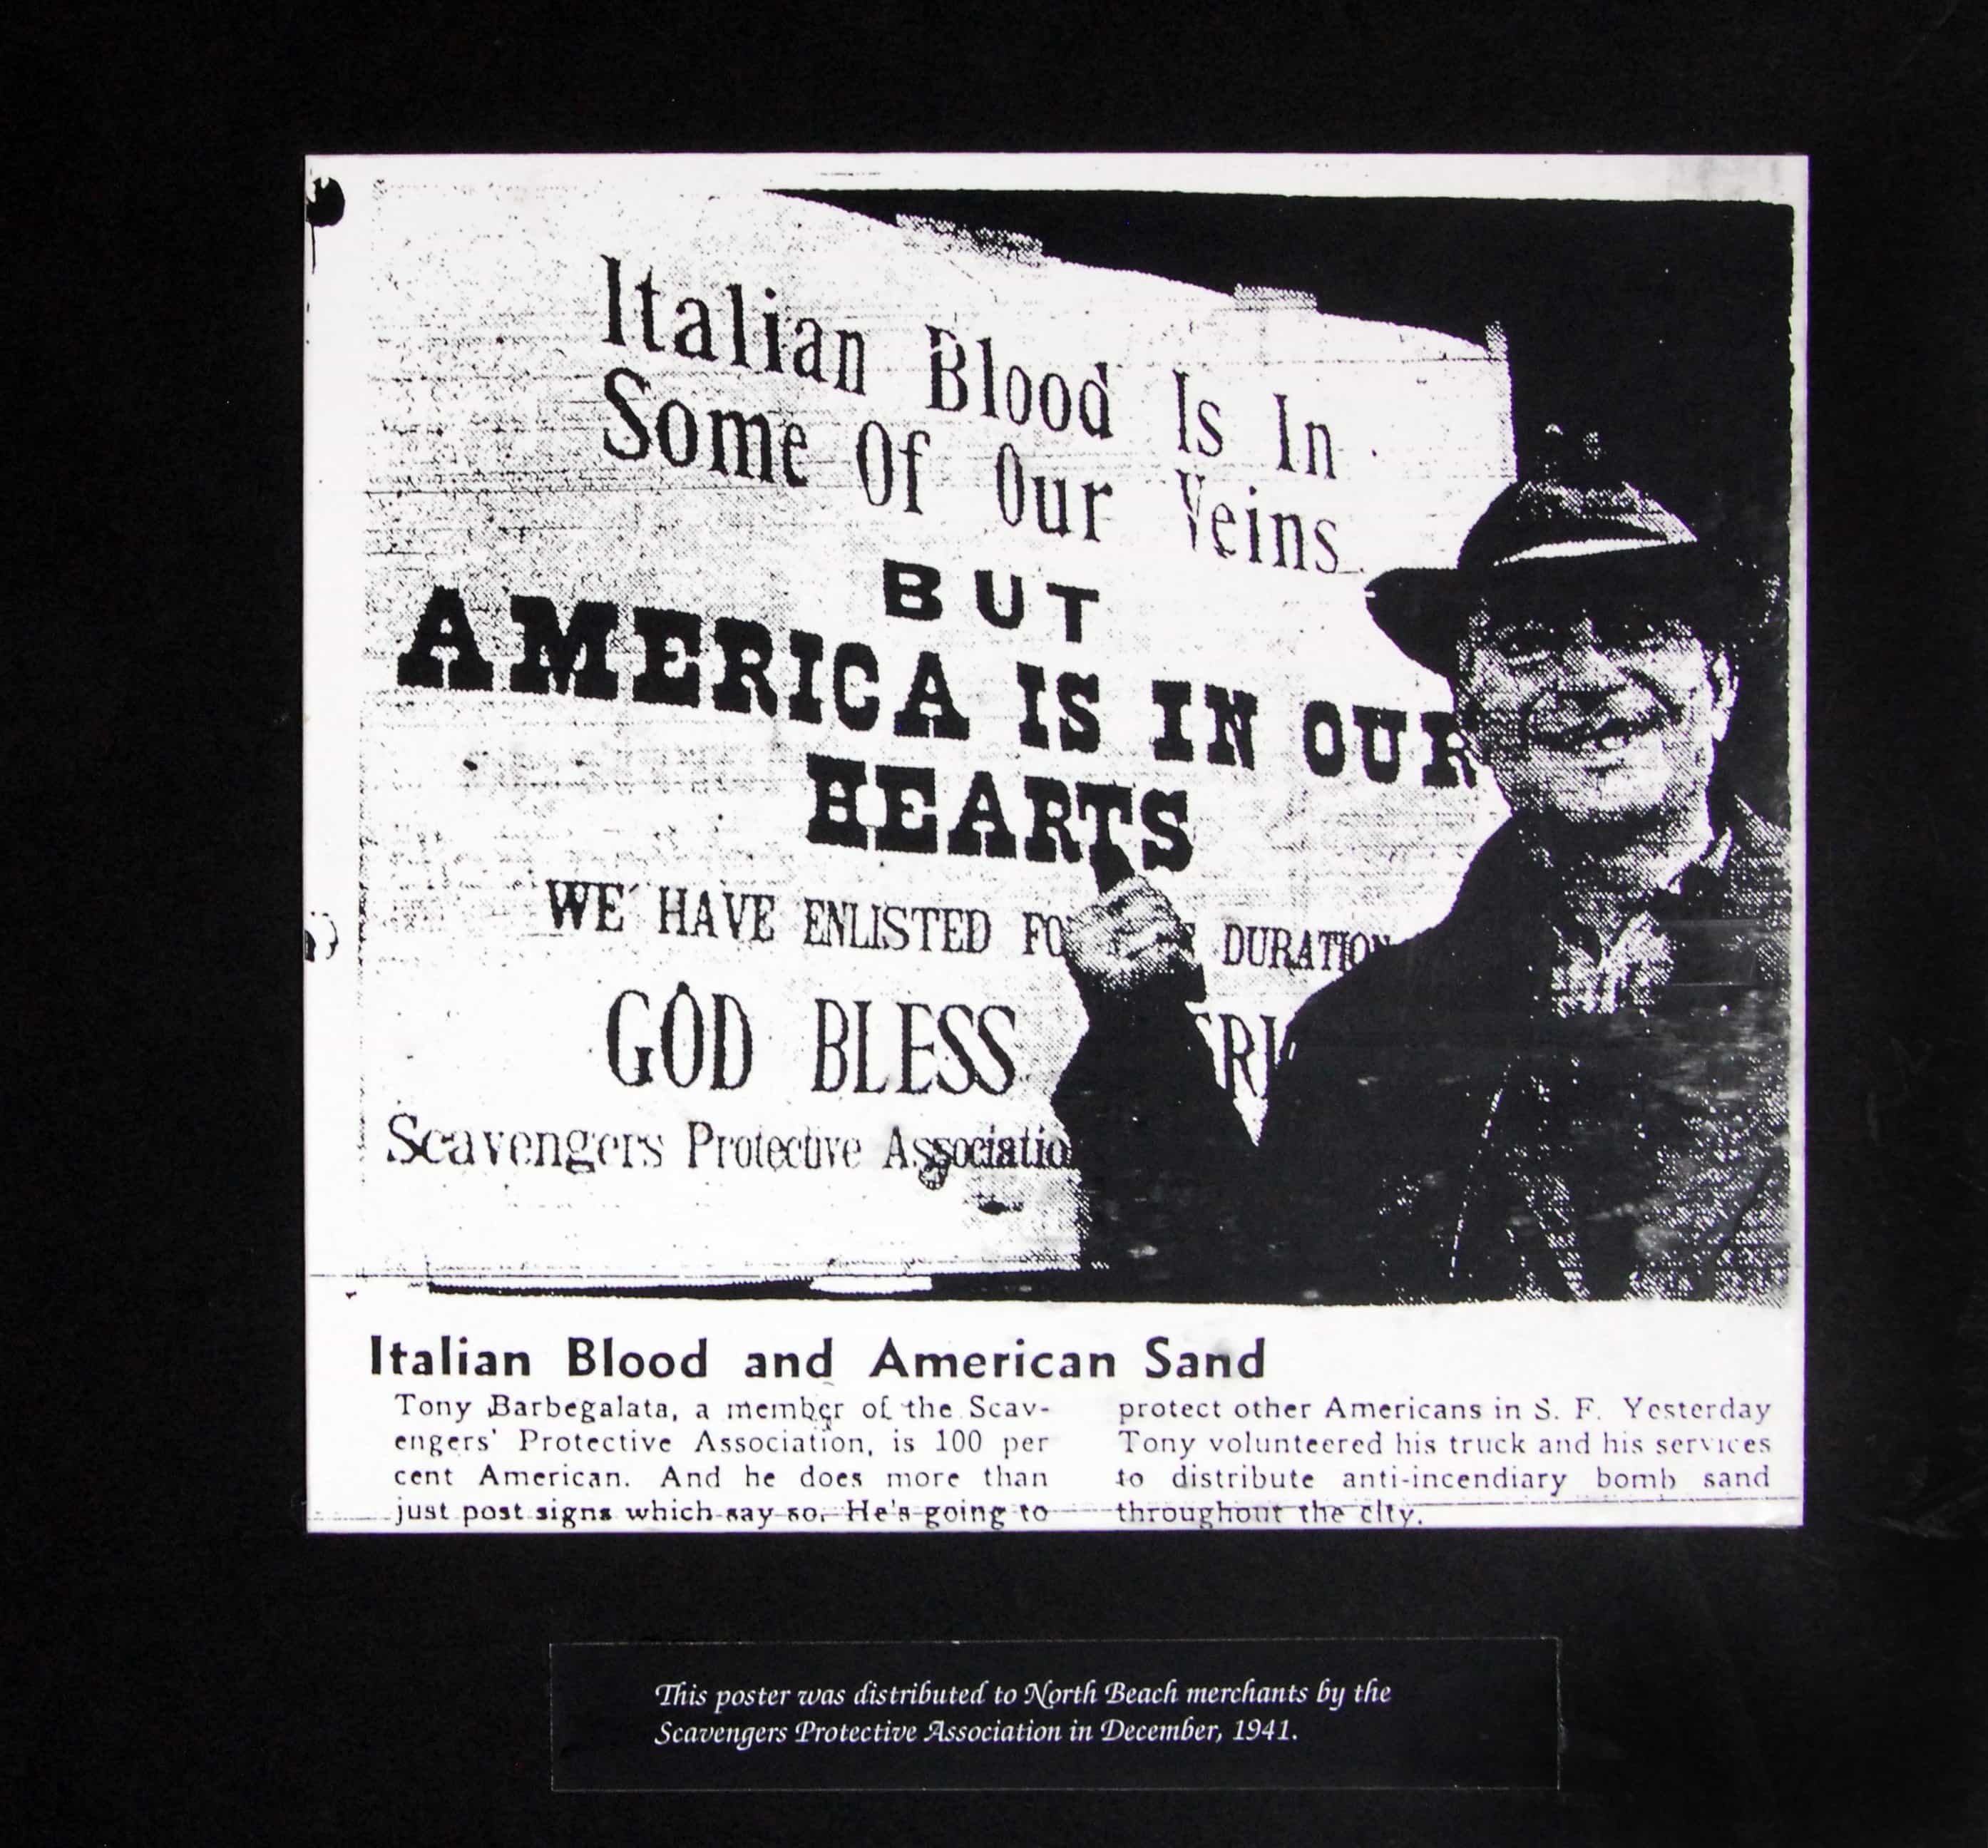 Italian Blood Is In
Some Of Our Veins
BUT
AMERICA IS IN OUR
HEARTS
WE HAVE ENLISTED DURATION
GOD BLESS
Scavengers Protective Associatio
Italian Blood and American Sand
Tony Barbegalata, a member of the Scav-
engers' Protective Association, is 100 per
cent American. And he does more than
just post signs which say so. He's going to
protect other Americans in S. F. Yesterday
Tony volunteered his truck and his services
to distribute anti-incendiary bomb sand
throughout the city.
This poster was distributed to North Beach merchants by the
Scavengers Protective Association in December, 1941.